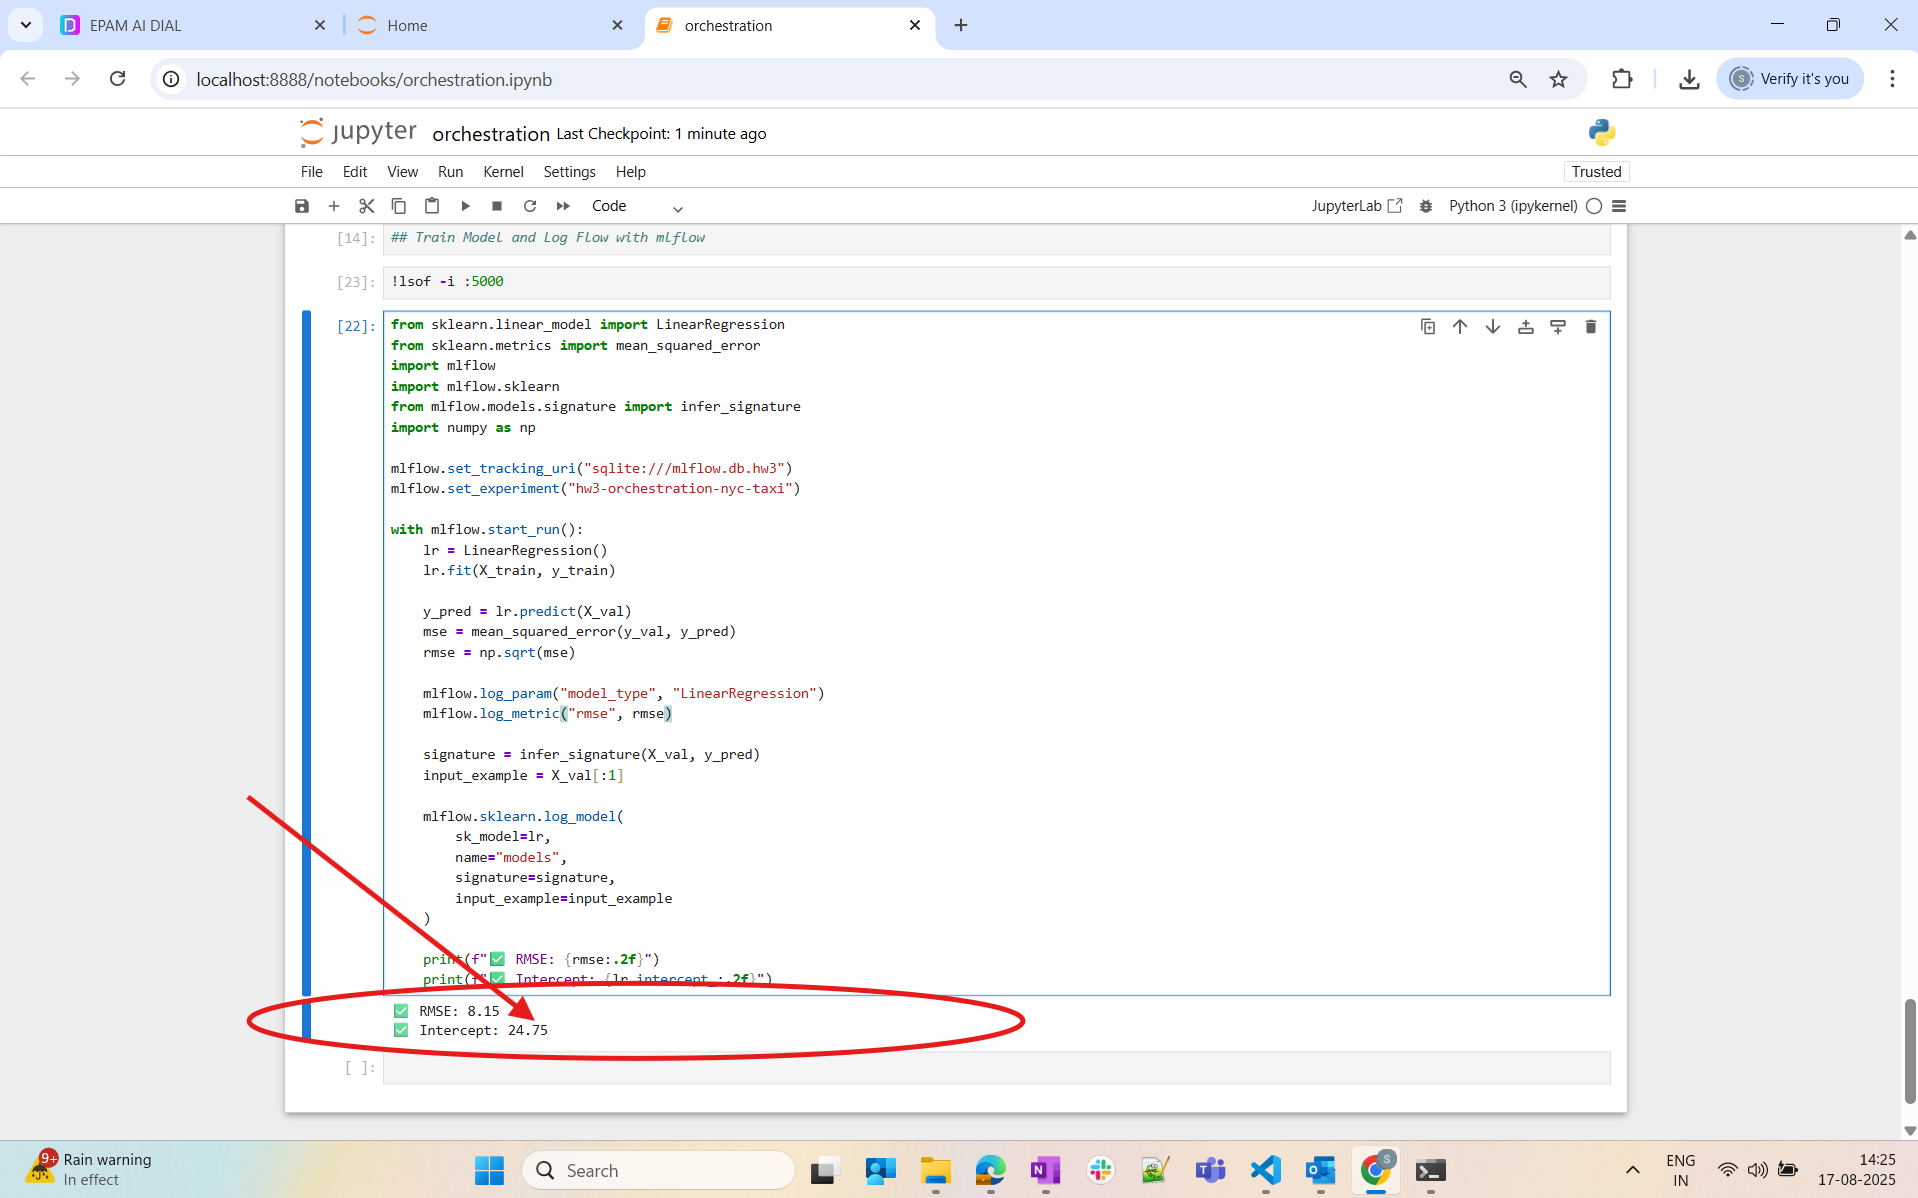 EPAM AI DIAL
Home
orchestration
localhost:8888/notebooks/orchestration.ipynb
S
Verify it's you
jupyter
orchestration Last Checkpoint: 1 minute ago
File Edit View Run Kernel Settings Help
Trusted
Code
JupyterLab
Python 3 (ipykernel)
[14]: ## Train Model and Log Flow with mlflow
[23]: !lsof -i :5000
[22]: from sklearn.linear_model import LinearRegression
from sklearn.metrics import mean_squared_error
import mlflow
import mlflow.sklearn
from mlflow.models.signature import infer_signature
import numpy as np
mlflow.set_tracking_uri("sqlite:///mlflow.db.hw3")
mlflow.set_experiment("hw3-orchestration-nyc-taxi")
with mlflow.start_run():
lr = LinearRegression()
lr.fit(X_train, y_train)
y_pred = lr.predict(X_val)
mse = mean_squared_error(y_val, y_pred)
rmse = np.sqrt(mse)
mlflow.log_param("model_type", "LinearRegression")
mlflow.log_metric("rmse", rmse)
signature = infer_signature(X_val, y_pred)
input_example = X_val[:1]
mlflow.sklearn.log_model(
sk_model=lr,
name="models",
signature=signature,
input_example=input_example
)
print(f"✅ RMSE: {rmse:.2f}")
print(f"✅ Intercept: {lr.intercept_:.2f}")
✅ RMSE: 8.15
✅ Intercept: 24.75
[ ]:
9+
Rain warning
In effect
Search
S
ENG
IN
14:25
17-08-2025